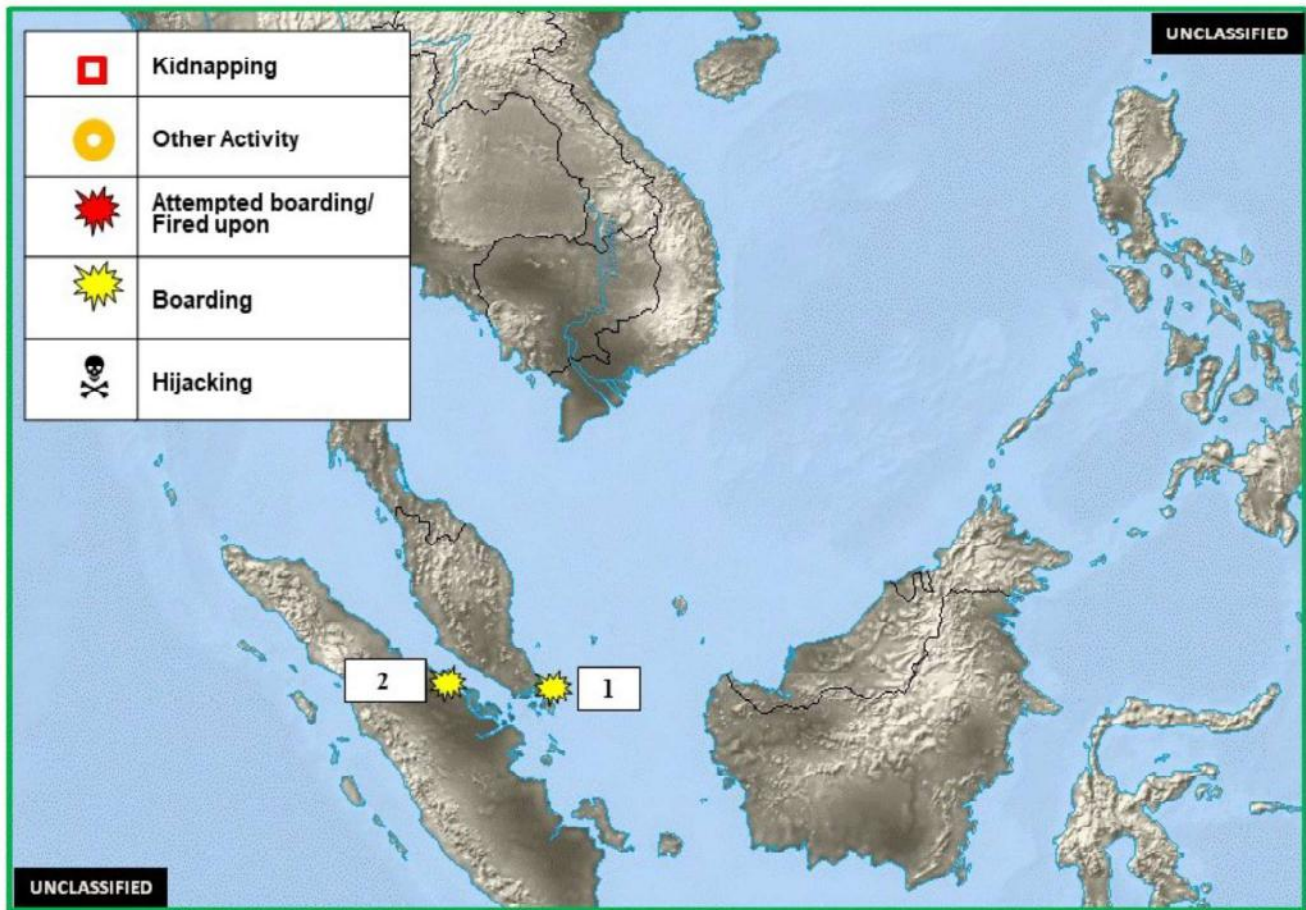 UNCLASSIFIED
Kidnapping
Other Activity
Attempted boarding/
Fired upon
Boarding
Hijacking
2
1
UNCLASSIFIED